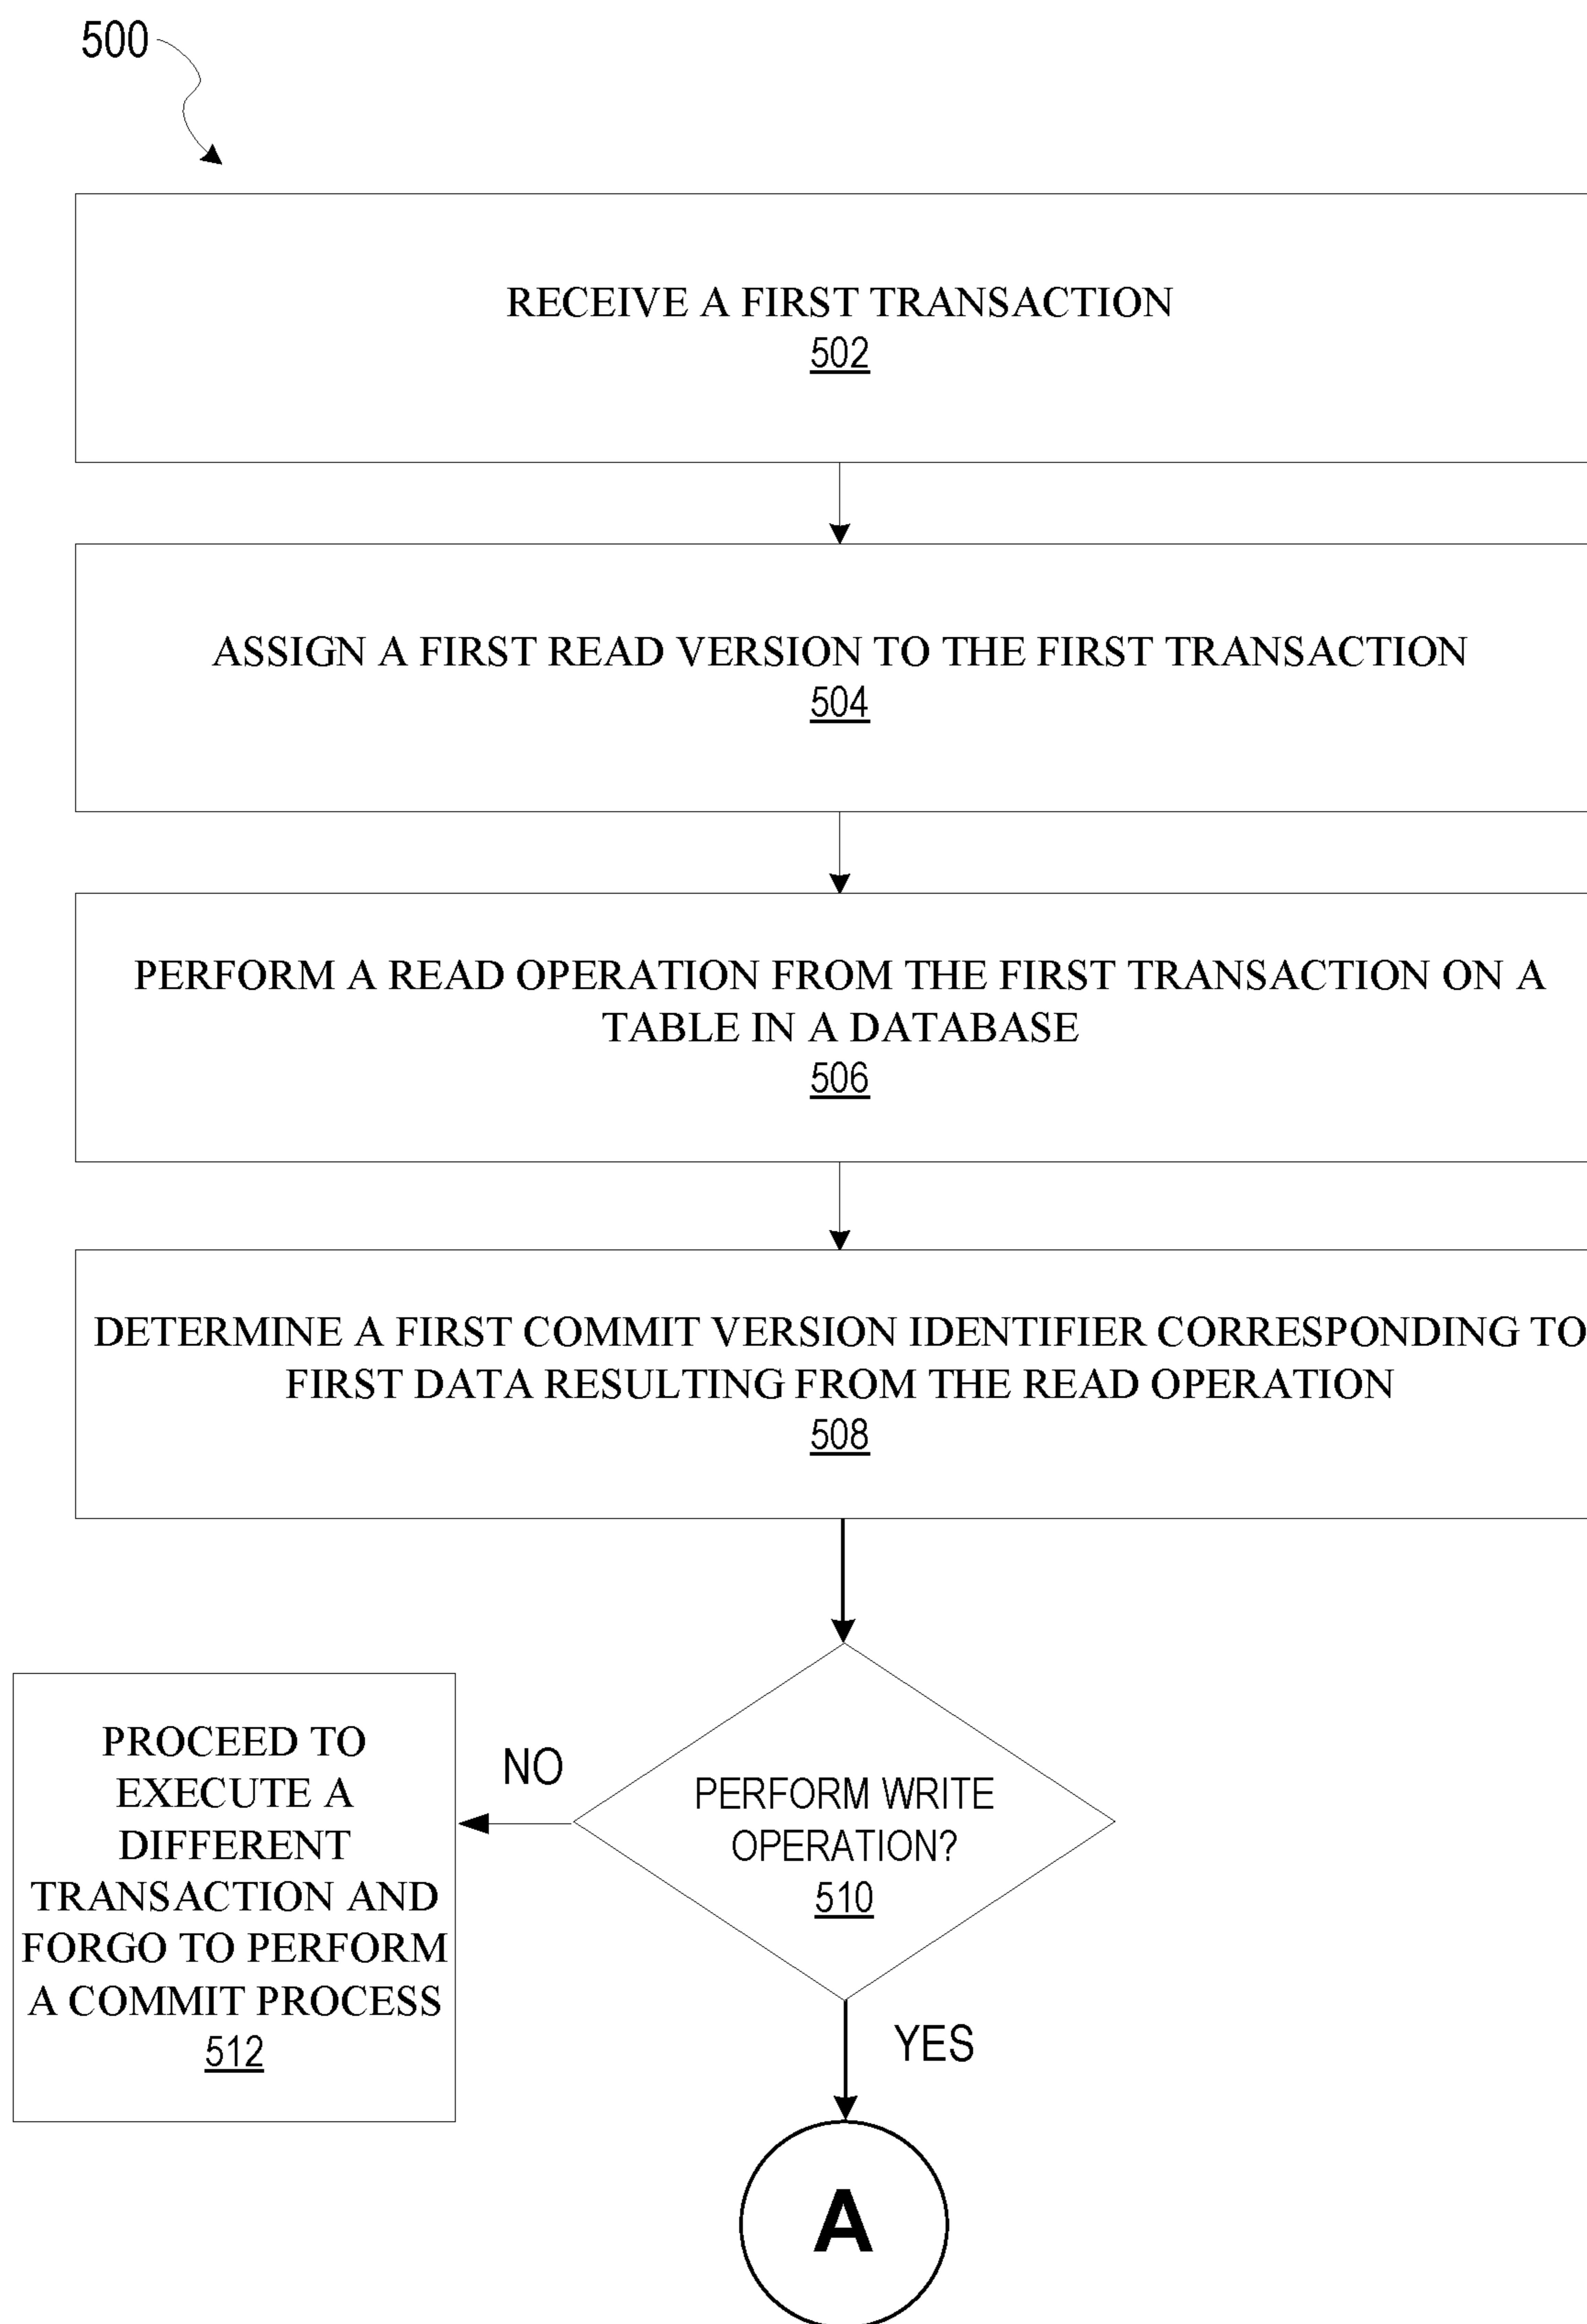 500
RECEIVE A FIRST TRANSACTION
502
ASSIGN A FIRST READ VERSION TO THE FIRST TRANSACTION
504
PERFORM A READ OPERATION FROM THE FIRST TRANSACTION ON A
TABLE IN A DATABASE
506
DETERMINE A FIRST COMMIT VERSION IDENTIFIER CORRESPONDING TO
FIRST DATA RESULTING FROM THE READ OPERATION
508
PERFORM WRITE
OPERATION?
510
NO
PROCEED TO
EXECUTE A
DIFFERENT
TRANSACTION AND
FORGO TO PERFORM
A COMMIT PROCESS
512
YES
A